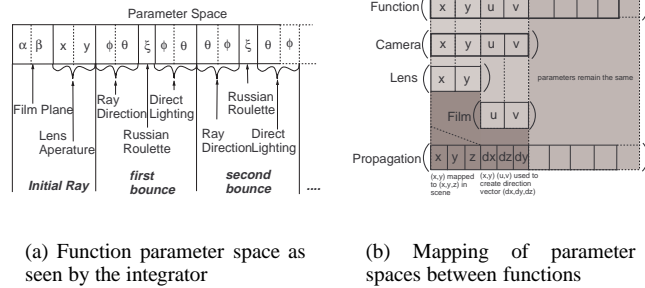 Parameter Space
α β x y ϕ θ ξ ϕ θ θ ϕ ξ θ ϕ
Film Plane
Lens
Aperature
Ray
Direction
Direct
Lighting
Russian
Roulette
Russian
Roulette
Ray
Direction
Direct
Lighting
Initial Ray
first
bounce
second
bounce
....
(a) Function parameter space as
seen by the integrator
Function ( x y u v
Camera ( x y u v )
Lens ( x y )
parameters remain the same
Film ( u v )
Propagation ( x y z dx dz dy )
(x,y) mapped
to (x,y,z) in
scene
(x,y) (u,v) used to
create direction
vector (dx,dy,dz)
(b) Mapping of parameter
spaces between functions